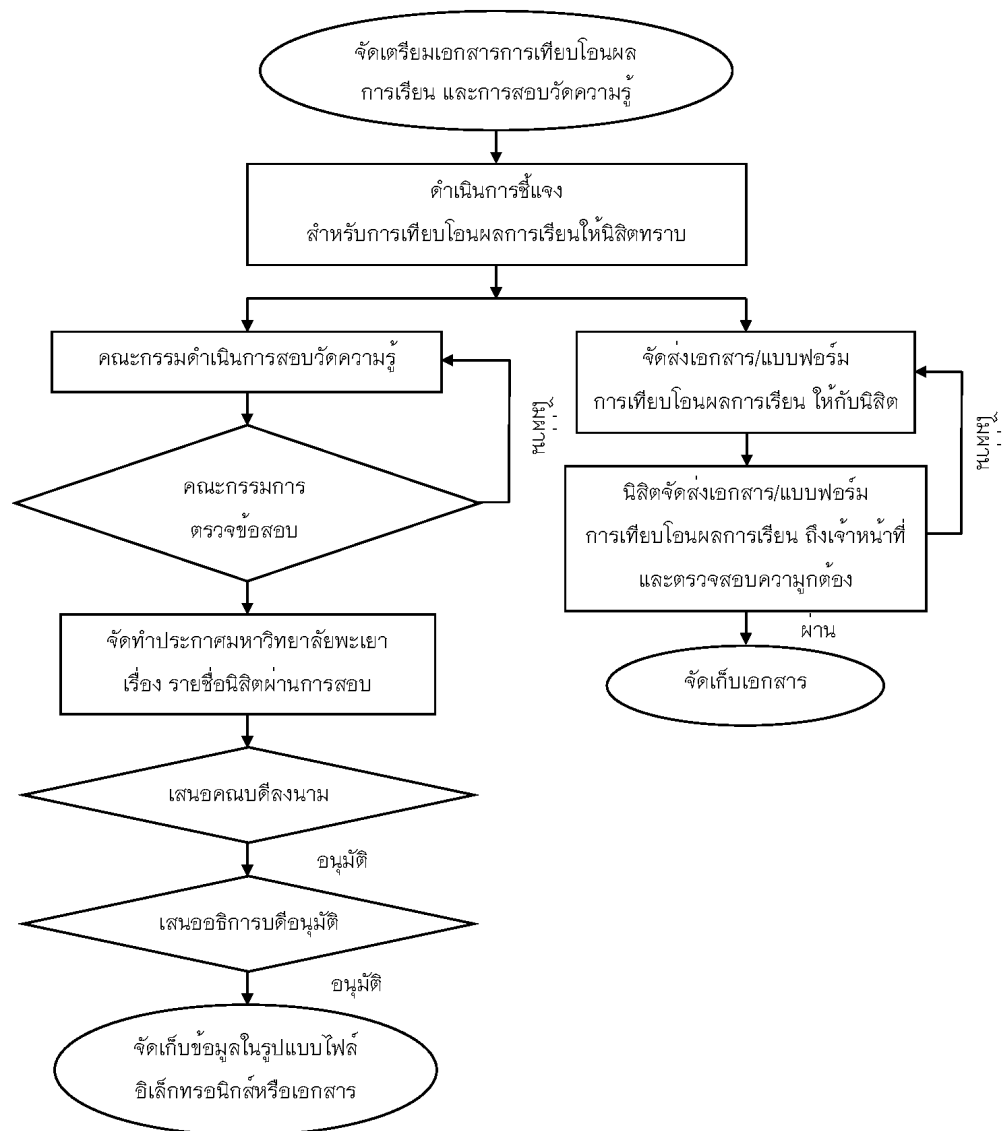 จัดเตรียมเอกสารการเทียบโอนผล
การเรียน และการสอบวัดความรู้
ดำเนินการชี้แจง
สำหรับการเทียบโอนผลการเรียนให้นิสิตทราบ
คณะกรรมดำเนินการสอบวัดความรู้
ไม่ผ่าน
คณะกรรมการ
ตรวจข้อสอบ
จัดทำประกาศมหาวิทยาลัยพะเยา
เรื่อง รายชื่อนิสิตผ่านการสอบ
เสนอคณบดีลงนาม
อนุมัติ
เสนออธิการบดีอนุมัติ
อนุมัติ
จัดเก็บข้อมูลในรูปแบบไฟล์
อิเล็กทรอนิกส์หรือเอกสาร
จัดส่งเอกสาร/แบบฟอร์ม
การเทียบโอนผลการเรียน ให้กับนิสิต
ไม่ผ่าน
นิสิตจัดส่งเอกสาร/แบบฟอร์ม
การเทียบโอนผลการเรียน ถึงเจ้าหน้าที่
และตรวจสอบความูกต้อง
ผ่าน
จัดเก็บเอกสาร